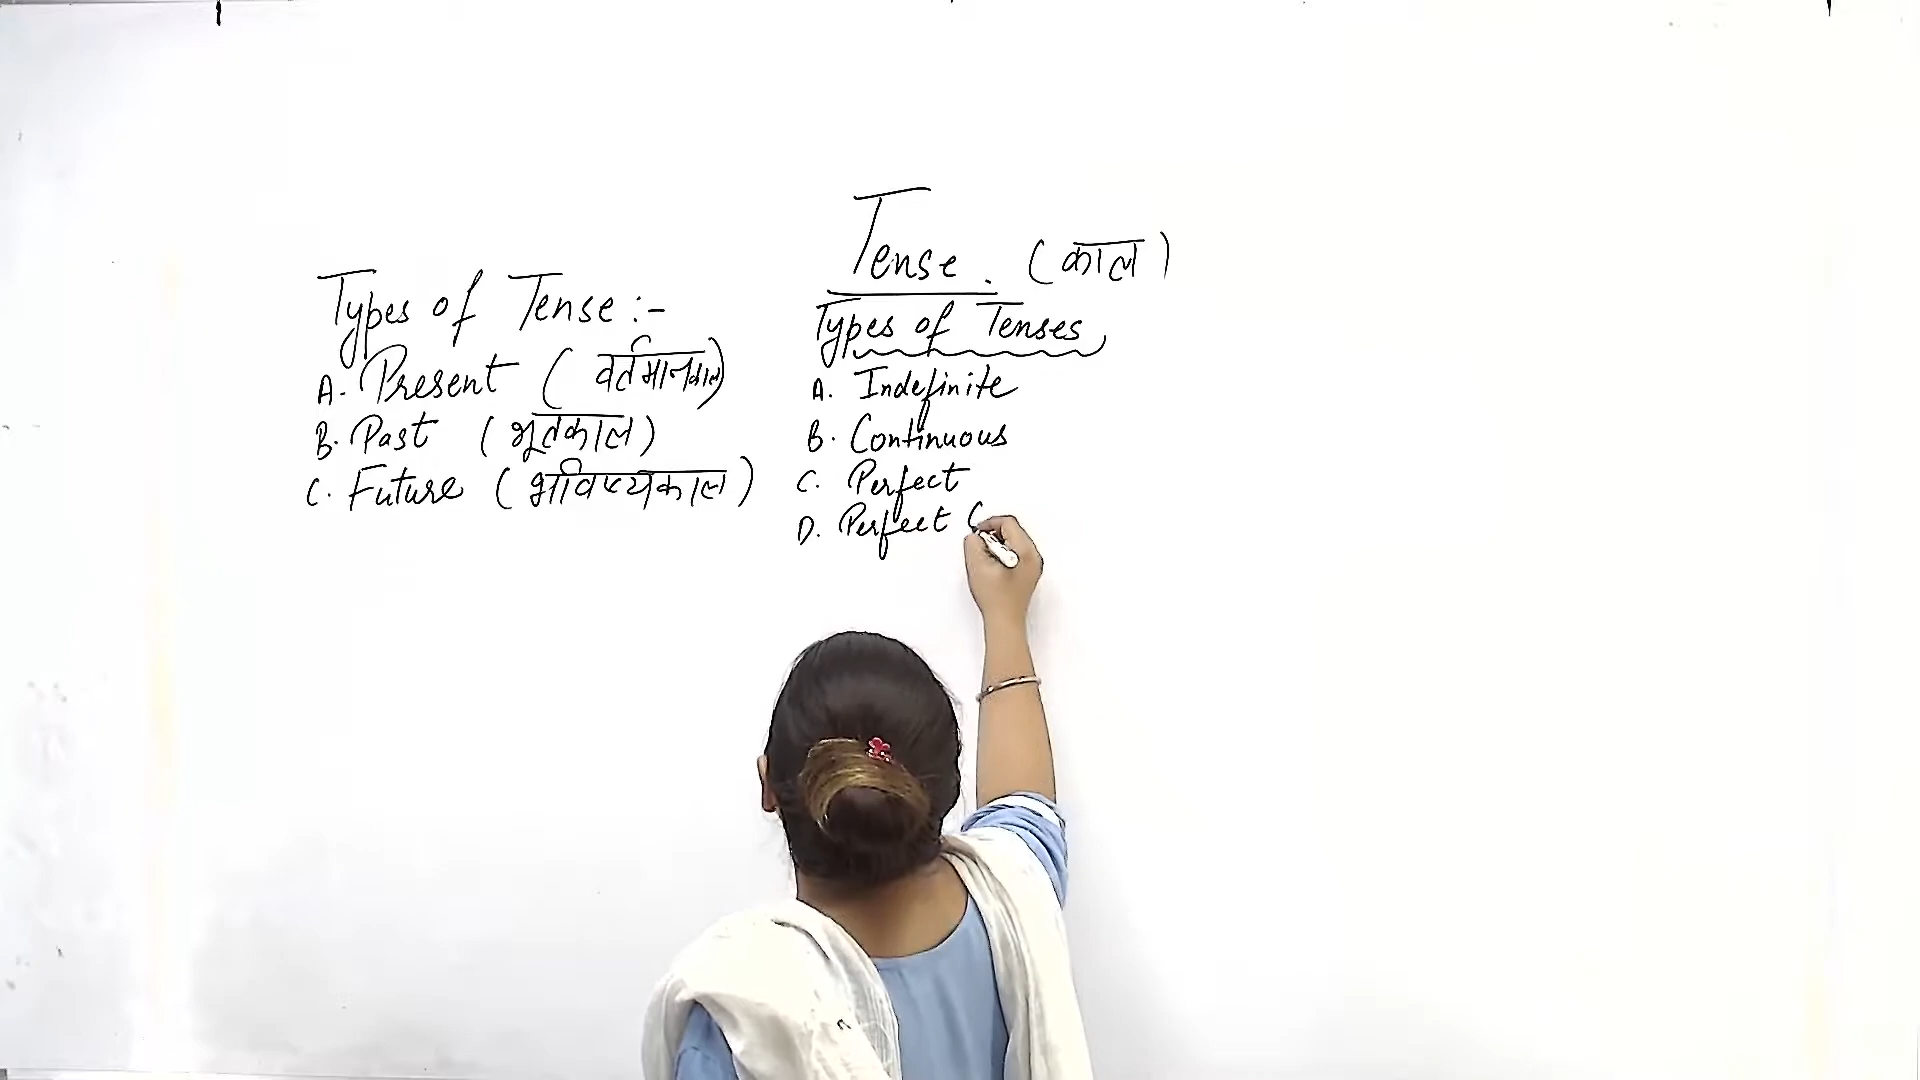 Tense. (काल)
Types of Tense :-
A. Present (वर्तमानकाल)
B. Past (भूतकाल)
C. Future (भविष्यकाल)
Types of Tenses
A. Indefinite
B. Continuous
C. Perfect
D. Perfect C